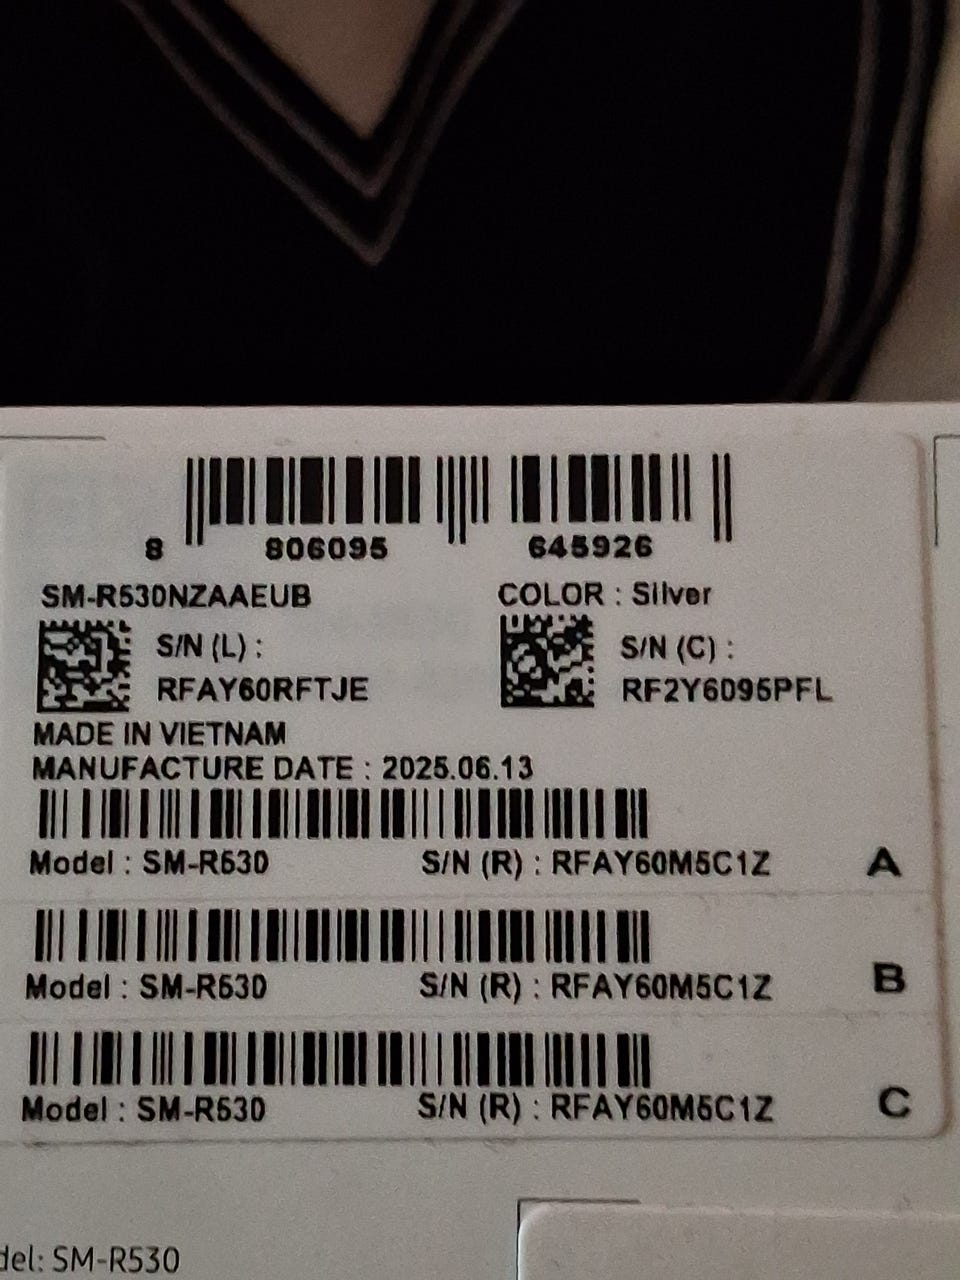 8 806095 645926
SM-R530NZAAEUB COLOR : Silver
S/N (L) : S/N (C) :
RFAY60RFTJE RF2Y6095PFL
MADE IN VIETNAM
MANUFACTURE DATE : 2025.06.13
Model : SM-R530 S/N (R) : RFAY60M5C1Z A
Model : SM-R530 S/N (R) : RFAY60M5C1Z B
Model : SM-R530 S/N (R) : RFAY60M5C1Z C
del: SM-R530